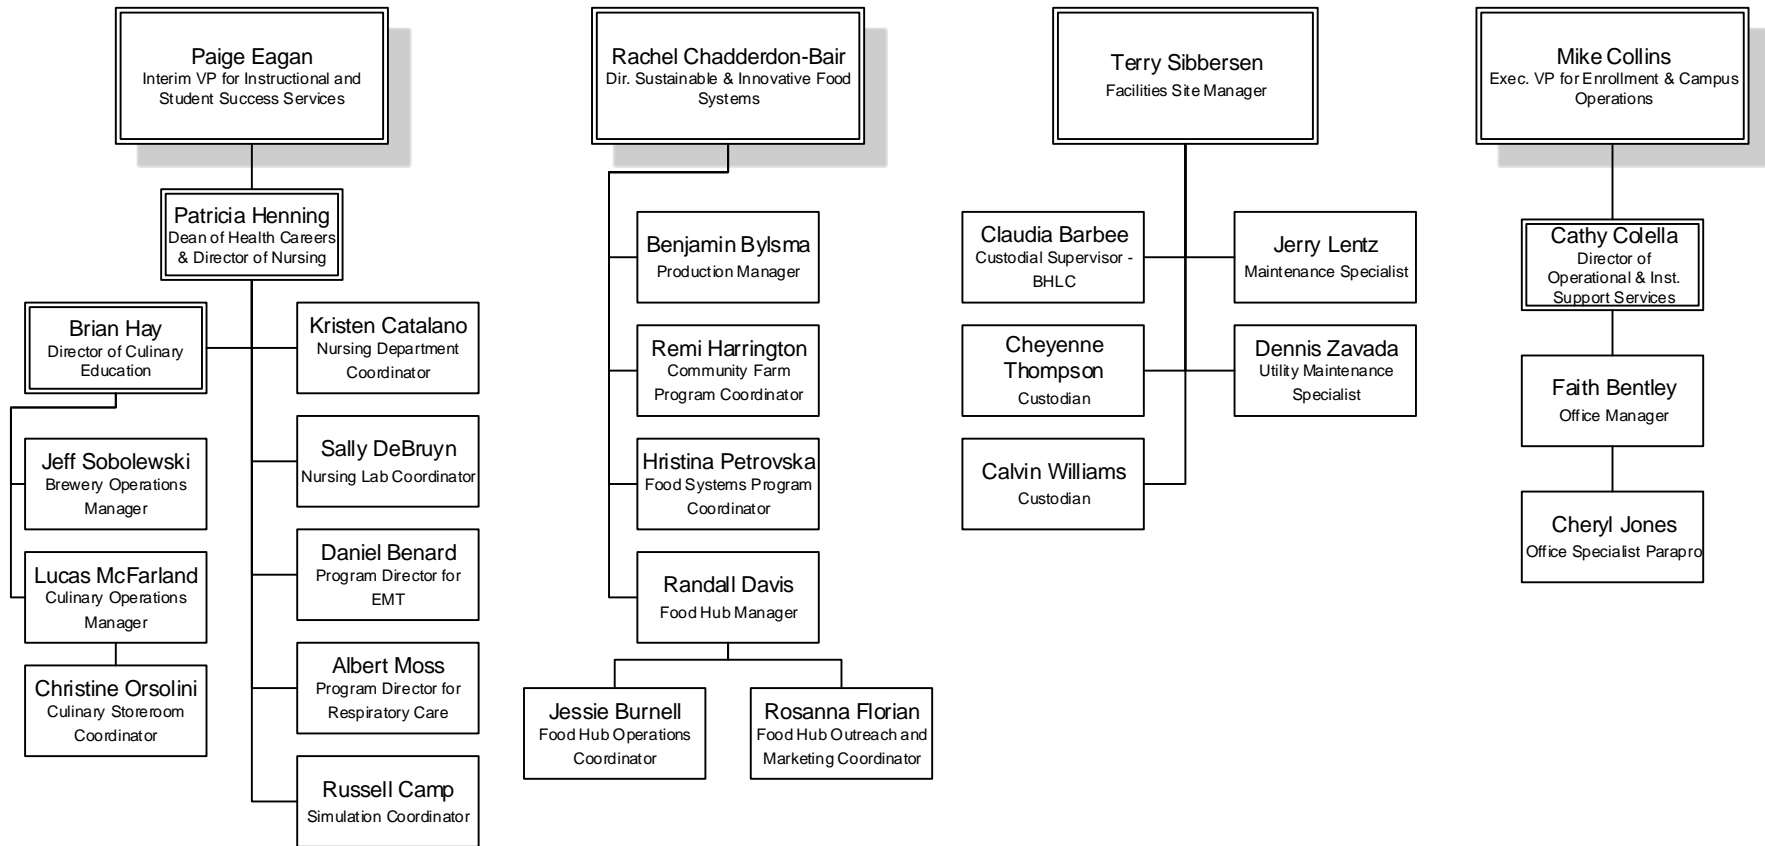 Paige Eagan
Interim VP for Instructional and
Student Success Services
Patricia Henning
Dean of Health Careers
& Director of Nursing
Brian Hay
Director of Culinary
Education
Jeff Sobolewski
Brewery Operations
Manager
Lucas McFarland
Culinary Operations
Manager
Christine Orsolini
Culinary Storeroom
Coordinator
Kristen Catalano
Nursing Department
Coordinator
Sally DeBruyn
Nursing Lab Coordinator
Daniel Benard
Program Director for
EMT
Albert Moss
Program Director for
Respiratory Care
Russell Camp
Simulation Coordinator
Rachel Chadderdon-Bair
Dir. Sustainable & Innovative Food
Systems
Benjamin Bylsma
Production Manager
Remi Harrington
Community Farm
Program Coordinator
Hristina Petrovska
Food Systems Program
Coordinator
Randall Davis
Food Hub Manager
Jessie Burnell
Food Hub Operations
Coordinator
Rosanna Florian
Food Hub Outreach and
Marketing Coordinator
Terry Sibbersen
Facilities Site Manager
Claudia Barbee
Custodial Supervisor -
BHLC
Cheyenne
Thompson
Custodian
Calvin Williams
Custodian
Jerry Lentz
Maintenance Specialist
Dennis Zavada
Utility Maintenance
Specialist
Mike Collins
Exec. VP for Enrollment & Campus
Operations
Cathy Colella
Director of
Operational & Inst.
Support Services
Faith Bentley
Office Manager
Cheryl Jones
Office Specialist Parapro